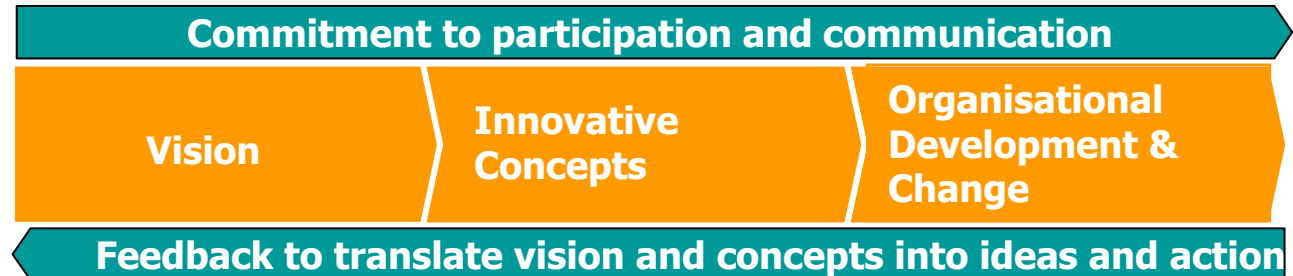 Commitment to participation and communication
Vision
Innovative
Concepts
Organisational
Development &
Change
Feedback to translate vision and concepts into ideas and action